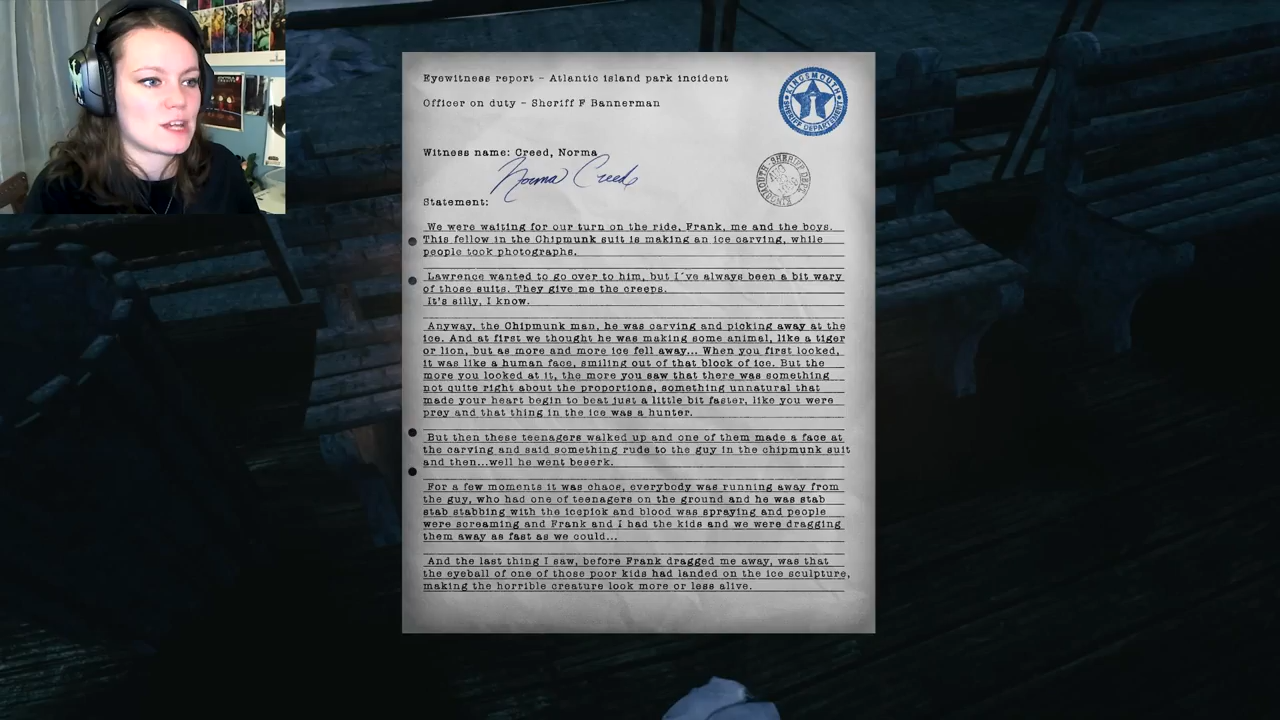 Eyewitness report - Atlantic island park incident
Officer on duty - Sheriff F Bannerman
KINGSMOUTH
SHERIFF DEPARTMENT
Witness name: Creed, Norma
Norma Creed
Statement:
We were waiting for our turn on the ride, Frank, me and the boys.
This fellow in the Chipmunk suit is making an ice carving, while
people took photographs.
Lawrence wanted to go over to him, but I´ve always been a bit wary
of those suits. They give me the creeps.
It's silly, I know.
Anyway, the Chipmunk man, he was carving and picking away at the
ice. And at first we thought he was making some animal, like a tiger
or lion, but as more and more ice fell away... When you first looked,
it was like a human face, smiling out of that block of ice. But the
more you looked at it, the more you saw that there was something
not quite right about the proportions, something unnatural that
made your heart begin to beat just a little bit faster, like you were
prey and that thing in the ice was a hunter.
But then these teenagers walked up and one of them made a face at
the carving and said something rude to the guy in the chipmunk suit
and then...well he went beserk.
For a few moments it was chaos, everybody was running away from
the guy, who had one of teenagers on the ground and he was stab
stab stabbing with the icepick and blood was spraying and people
were screaming and Frank and I had the kids and we were dragging
them away as fast as we could...
And the last thing I saw, before Frank dragged me away, was that
the eyeball of one of those poor kids had landed on the ice sculpture,
making the horrible creature look more or less alive.